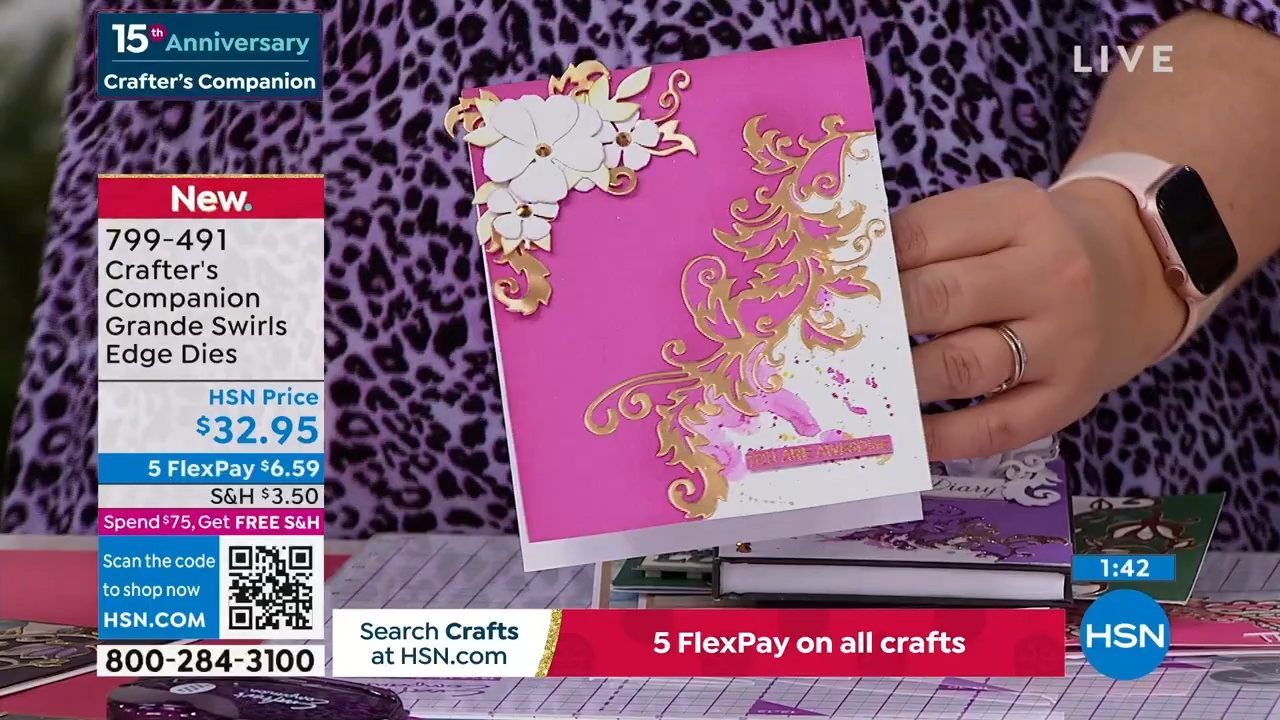 15th Anniversary
Crafter's Companion
LIVE
New.
799-491
Crafter's
Companion
Grande Swirls
Edge Dies
HSN Price
$32.95
5 FlexPay $6.59
S&H $3.50
Spend $75, Get FREE S&H
Scan the code
to shop now
HSN.COM
800-284-3100
YOU ARE AWESOME
Diary
1:42
Search Crafts
at HSN.com
5 FlexPay on all crafts
HSN
Crafter's
Companion